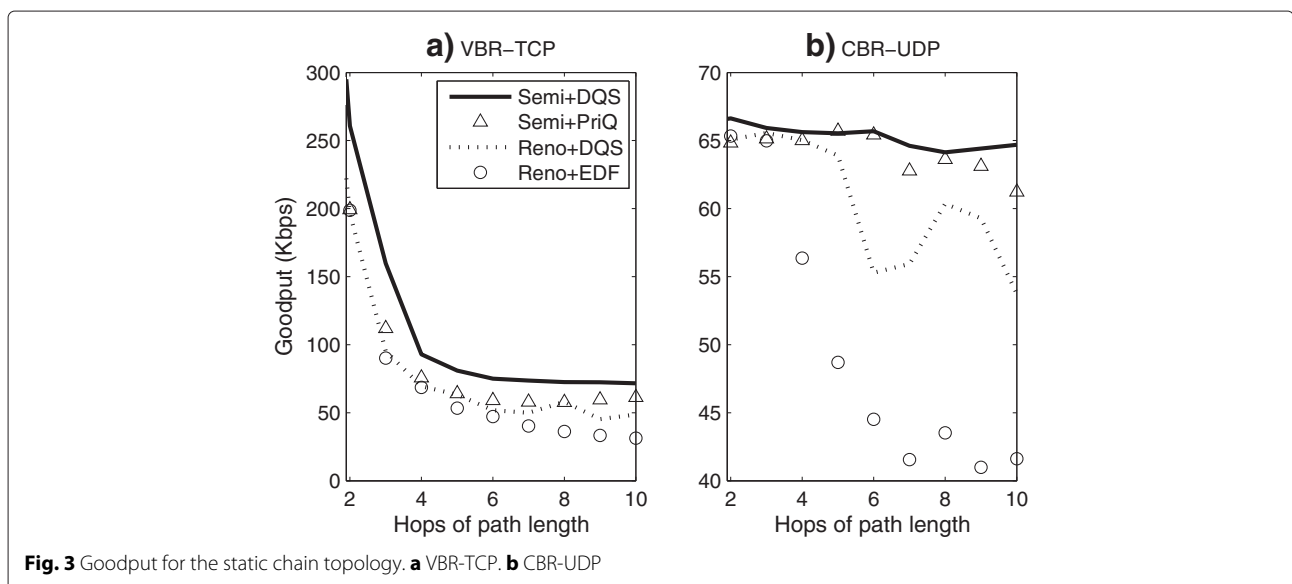 a) VBR−TCP
300
250
200
150
100
50
0
Goodput (Kbps)
Semi+DQS
Semi+PriQ
Reno+DQS
Reno+EDF
2 4 6 8 10
Hops of path length
b) CBR−UDP
70
65
60
55
50
45
40
2 4 6 8 10
Hops of path length
Fig. 3 Goodput for the static chain topology. a VBR-TCP. b CBR-UDP